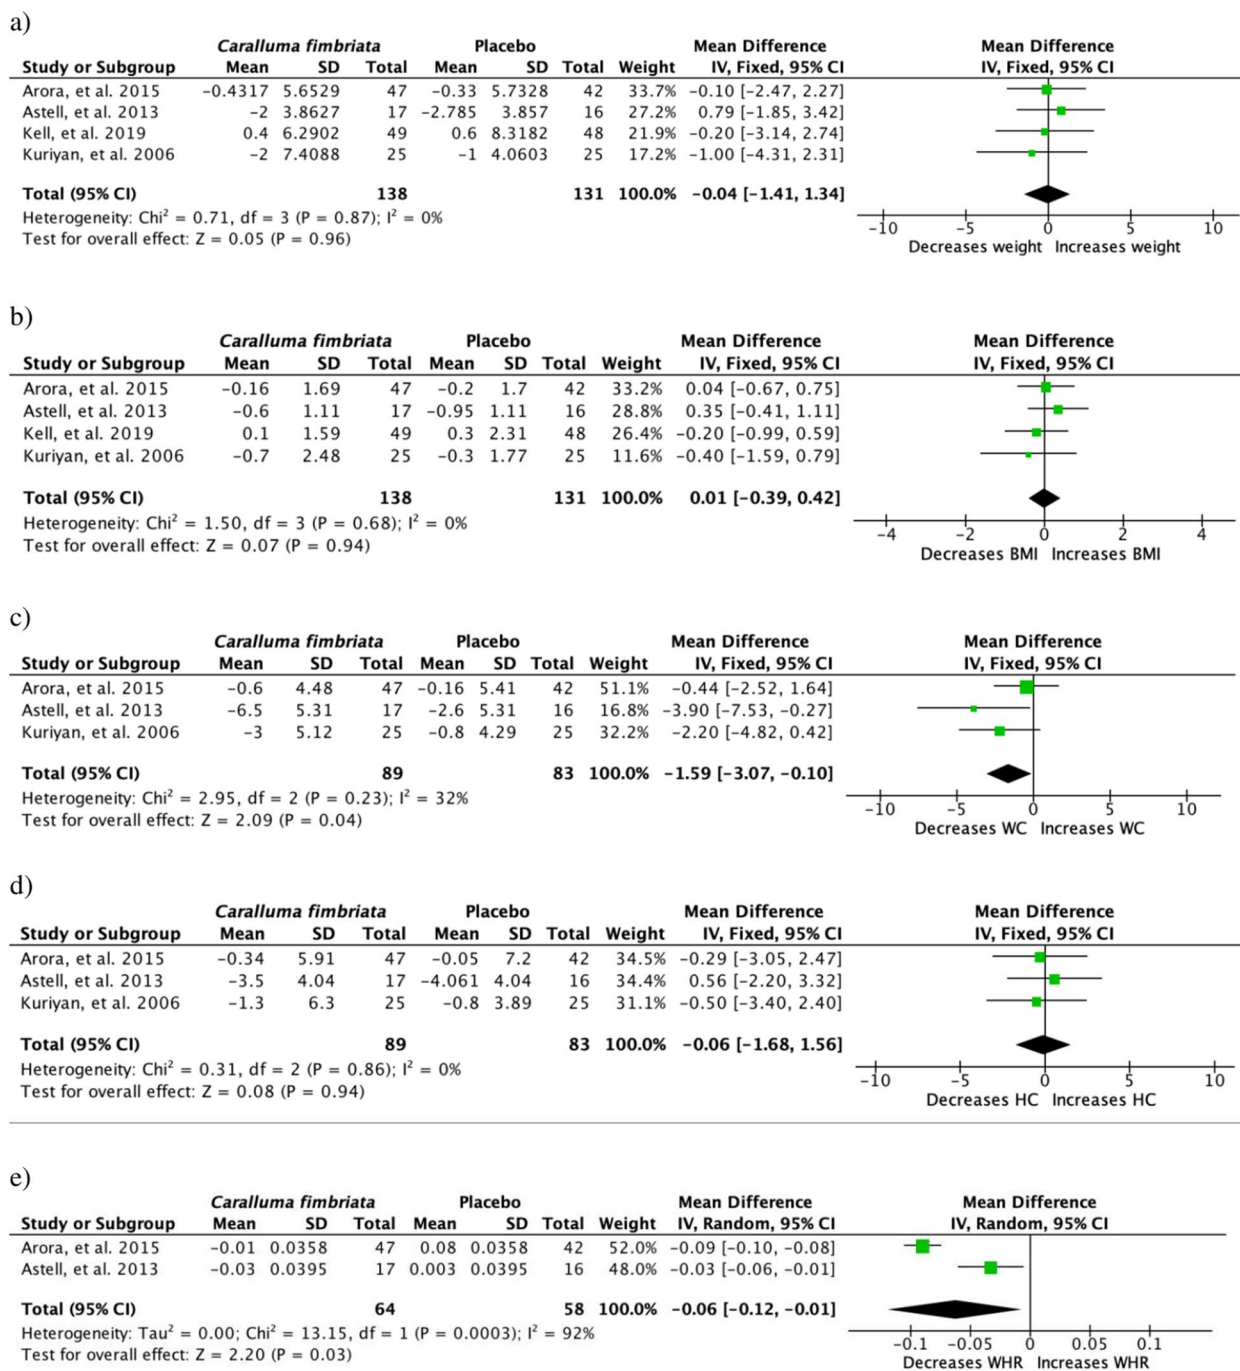 a)
Caralluma fimbriata Placebo Mean Difference Mean Difference
Study or Subgroup Mean SD Total Mean SD Total Weight IV, Fixed, 95% CI IV, Fixed, 95% CI
Arora, et al. 2015 −0.4317 5.6529 47 −0.33 5.7328 42 33.7% −0.10 [−2.47, 2.27]
Astell, et al. 2013 −2 3.8627 17 −2.785 3.857 16 27.2% 0.79 [−1.85, 3.42]
Kell, et al. 2019 0.4 6.2902 49 0.6 8.3182 48 21.9% −0.20 [−3.14, 2.74]
Kuriyan, et al. 2006 −2 7.4088 25 −1 4.0603 25 17.2% −1.00 [−4.31, 2.31]
Total (95% CI) 138 131 100.0% −0.04 [−1.41, 1.34]
Heterogeneity: Chi² = 0.71, df = 3 (P = 0.87); I² = 0%
Test for overall effect: Z = 0.05 (P = 0.96)
−10 −5 0 5 10
Decreases weight Increases weight
b)
Caralluma fimbriata Placebo Mean Difference Mean Difference
Study or Subgroup Mean SD Total Mean SD Total Weight IV, Fixed, 95% CI IV, Fixed, 95% CI
Arora, et al. 2015 −0.16 1.69 47 −0.2 1.7 42 33.2% 0.04 [−0.67, 0.75]
Astell, et al. 2013 −0.6 1.11 17 −0.95 1.11 16 28.8% 0.35 [−0.41, 1.11]
Kell, et al. 2019 0.1 1.59 49 0.3 2.31 48 26.4% −0.20 [−0.99, 0.59]
Kuriyan, et al. 2006 −0.7 2.48 25 −0.3 1.77 25 11.6% −0.40 [−1.59, 0.79]
Total (95% CI) 138 131 100.0% 0.01 [−0.39, 0.42]
Heterogeneity: Chi² = 1.50, df = 3 (P = 0.68); I² = 0%
Test for overall effect: Z = 0.07 (P = 0.94)
−4 −2 0 2 4
Decreases BMI Increases BMI
c)
Caralluma fimbriata Placebo Mean Difference Mean Difference
Study or Subgroup Mean SD Total Mean SD Total Weight IV, Fixed, 95% CI IV, Fixed, 95% CI
Arora, et al. 2015 −0.6 4.48 47 −0.16 5.41 42 51.1% −0.44 [−2.52, 1.64]
Astell, et al. 2013 −6.5 5.31 17 −2.6 5.31 16 16.8% −3.90 [−7.53, −0.27]
Kuriyan, et al. 2006 −3 5.12 25 −0.8 4.29 25 32.2% −2.20 [−4.82, 0.42]
Total (95% CI) 89 83 100.0% −1.59 [−3.07, −0.10]
Heterogeneity: Chi² = 2.95, df = 2 (P = 0.23); I² = 32%
Test for overall effect: Z = 2.09 (P = 0.04)
−10 −5 0 5 10
Decreases WC Increases WC
d)
Caralluma fimbriata Placebo Mean Difference Mean Difference
Study or Subgroup Mean SD Total Mean SD Total Weight IV, Fixed, 95% CI IV, Fixed, 95% CI
Arora, et al. 2015 −0.34 5.91 47 −0.05 7.2 42 34.5% −0.29 [−3.05, 2.47]
Astell, et al. 2013 −3.5 4.04 17 −4.061 4.04 16 34.4% 0.56 [−2.20, 3.32]
Kuriyan, et al. 2006 −1.3 6.3 25 −0.8 3.89 25 31.1% −0.50 [−3.40, 2.40]
Total (95% CI) 89 83 100.0% −0.06 [−1.68, 1.56]
Heterogeneity: Chi² = 0.31, df = 2 (P = 0.86); I² = 0%
Test for overall effect: Z = 0.08 (P = 0.94)
−10 −5 0 5 10
Decreases HC Increases HC
e)
Caralluma fimbriata Placebo Mean Difference Mean Difference
Study or Subgroup Mean SD Total Mean SD Total Weight IV, Random, 95% CI IV, Random, 95% CI
Arora, et al. 2015 −0.01 0.0358 47 0.08 0.0358 42 52.0% −0.09 [−0.10, −0.08]
Astell, et al. 2013 −0.03 0.0395 17 0.003 0.0395 16 48.0% −0.03 [−0.06, −0.01]
Total (95% CI) 64 58 100.0% −0.06 [−0.12, −0.01]
Heterogeneity: Tau² = 0.00; Chi² = 13.15, df = 1 (P = 0.0003); I² = 92%
Test for overall effect: Z = 2.20 (P = 0.03)
−0.1 −0.05 0 0.05 0.1
Decreases WHR Increases WHR